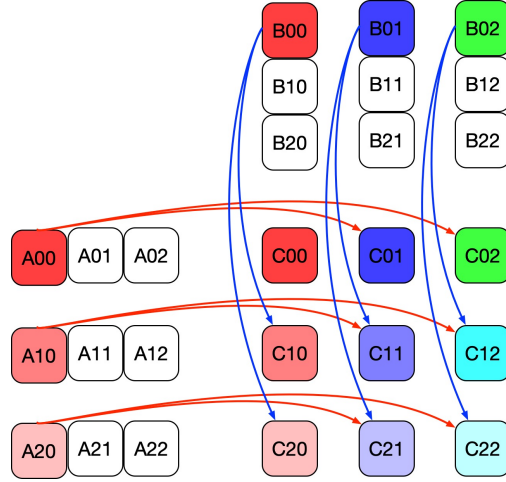 B00 B01 B02
B10 B11 B12
B20 B21 B22
A00 A01 A02 C00 C01 C02
A10 A11 A12 C10 C11 C12
A20 A21 A22 C20 C21 C22